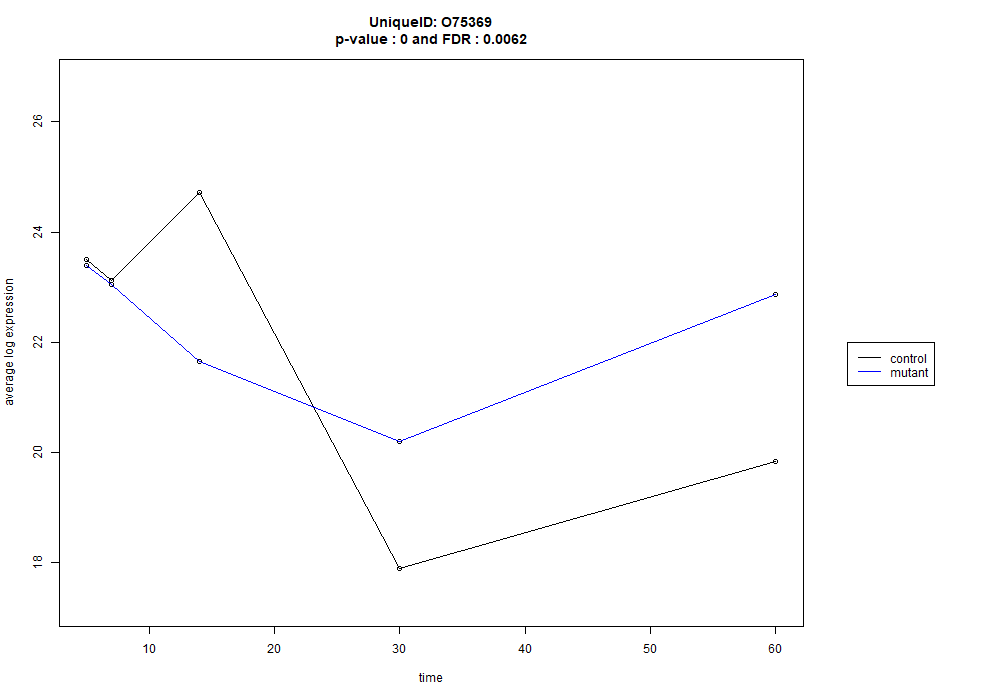 UniqueID: O75369
p-value : 0 and FDR : 0.0062
average log expression
26
24
22
20
18
10 20 30 40 50 60
time
control
mutant